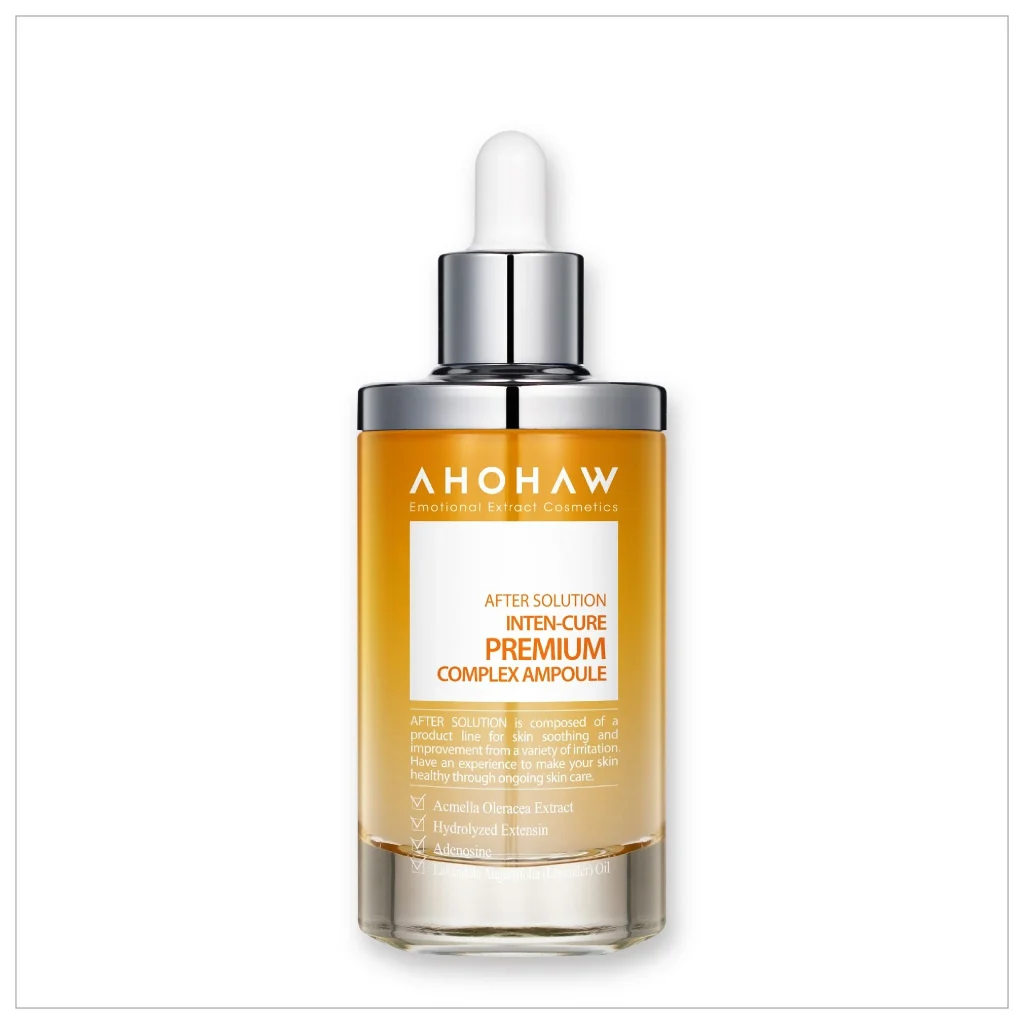 AHOHAW
Emotional Extract Cosmetics
AFTER SOLUTION
INTEN-CURE
PREMIUM
COMPLEX AMPOULE
AFTER SOLUTION is composed of a
product line for skin soothing and
improvement from a variety of irritation.
Have an experience to make your skin
healthy through ongoing skin care.
Acmella Oleracea Extract
Hydrolyzed Extensin
Adenosine
Oil